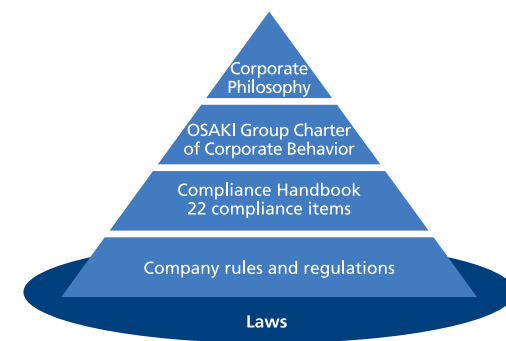 Corporate
Philosophy
OSAKI Group Charter
of Corporate Behavior
Compliance Handbook
22 compliance items
Company rules and regulations
Laws